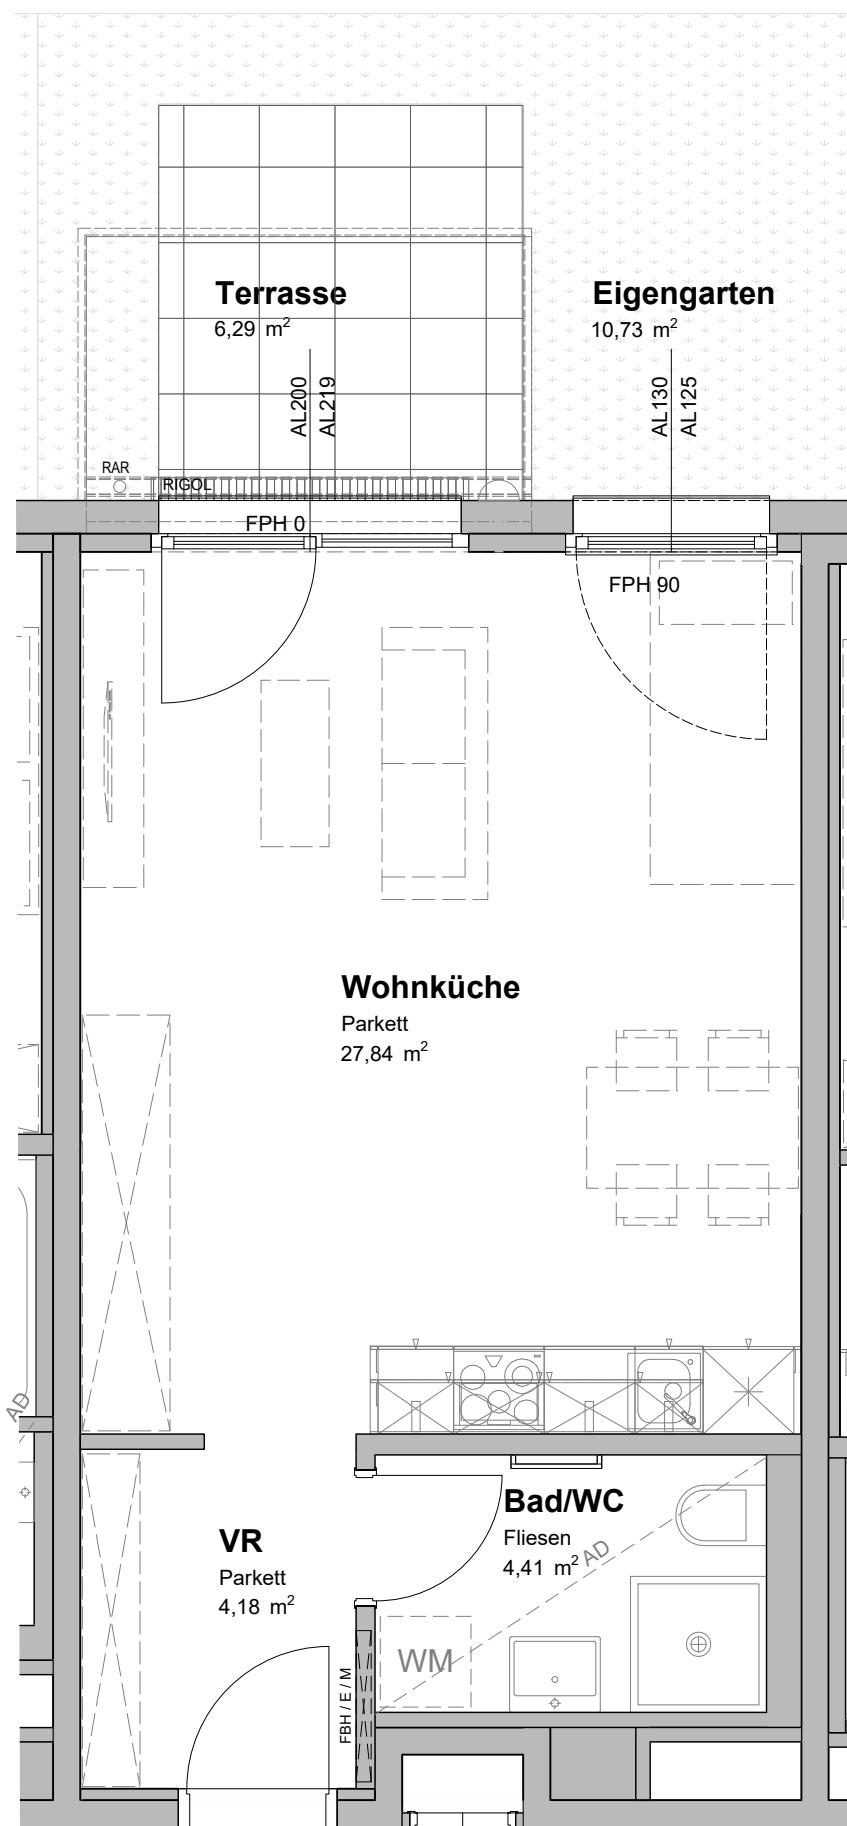 Terrasse
6,29 m²
Eigengarten
10,73 m²
AL200
AL219
AL130
AL125
RAR
RIGOL
FPH 0
FPH 90
Wohnküche
Parkett
27,84 m²
AD
Bad/WC
Fliesen
4,41 m²
AD
VR
Parkett
4,18 m²
WM
FBH / E / M